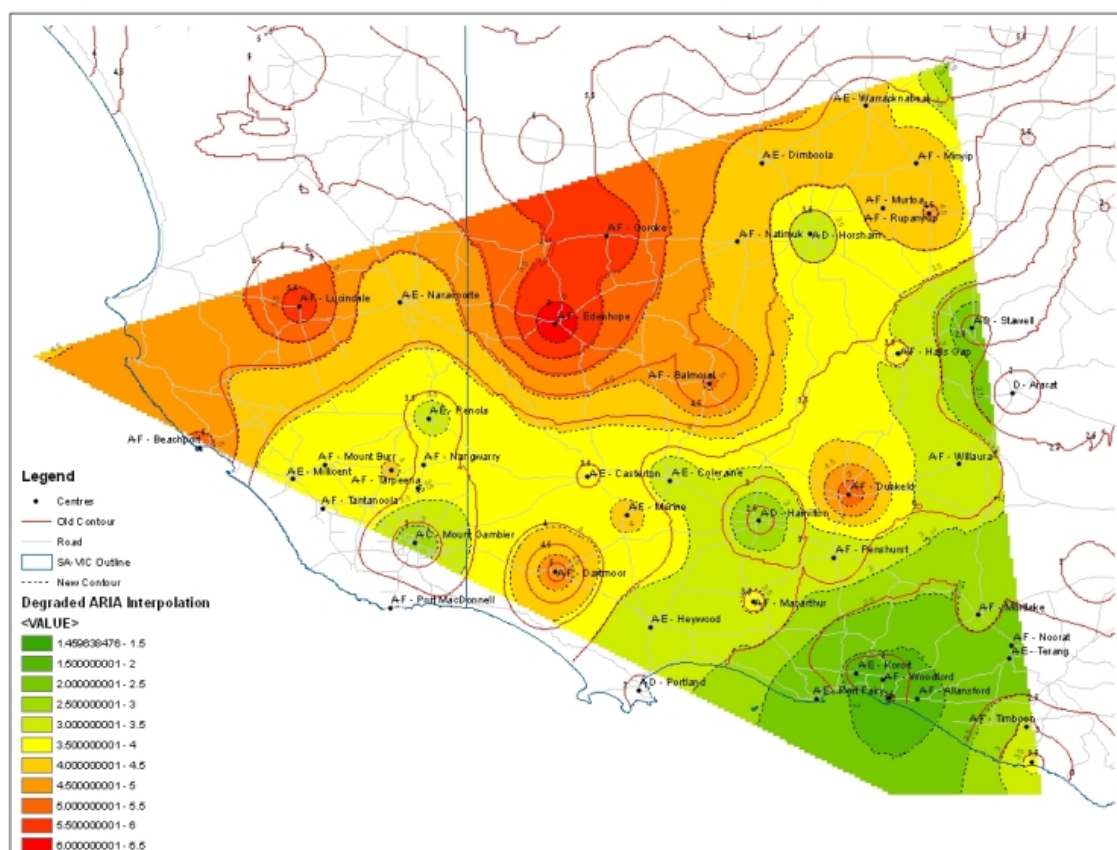 A-E - Warracknabeal
A-E - Dimboola
A-F - Minyip
A-F - Murtoa
A-F - Rupanyup
A-F - Natimuk
A-D - Horsham
A-F - Goroke
A-F - Lucindale
A-E - Naracoorte
A-F - Edenhope
A-D - Stawell
A-F - Halls Gap
A-F - Balmoral
D - Ararat
A-E - Penola
A-F - Beachport
A-F - Mount Burr
A-F - Nangwarry
A-E - Millicent
A-F - Tarpeena
A-F - Tantanoola
A-E - Casterton
A-E - Coleraine
A-F - Willaura
A-F - Dunkeld
A-E - Merino
A-D - Hamilton
A-C - Mount Gambier
A-F - Dartmoor
A-F - Penshurst
A-F - Port MacDonnell
A-F - Macarthur
A-E - Heywood
A-F - Mortlake
A-F - Noorat
A-E - Terang
A-E - Koroit
A-F - Woodford
A-D - Portland
A-E - Port Fairy
A-F - Allansford
A-F - Timboon
Legend
Centres
Old Contour
Road
SA-VIC Outline
New Contour
Degraded ARIA Interpolation
<VALUE>
1.459638476 - 1.5
1.500000001 - 2
2.000000001 - 2.5
2.500000001 - 3
3.000000001 - 3.5
3.500000001 - 4
4.000000001 - 4.5
4.500000001 - 5
5.000000001 - 5.5
5.500000001 - 6
6.000000001 - 6.5